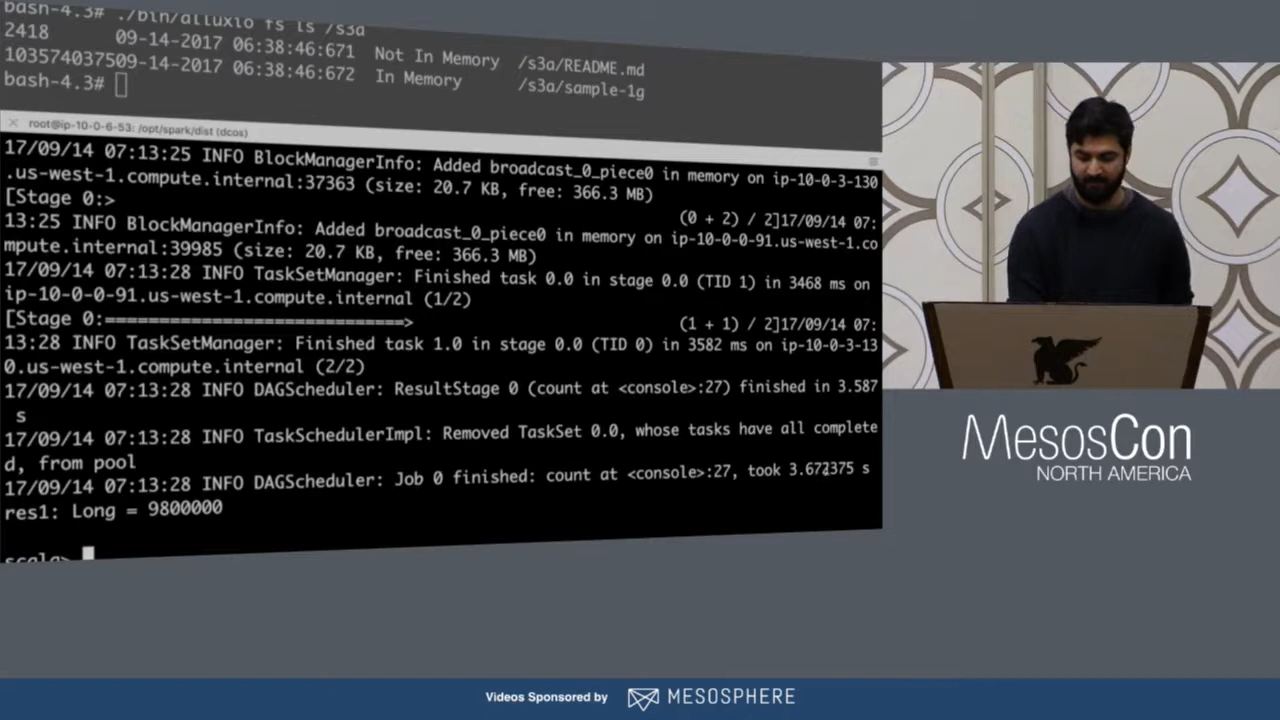 bash-4.3# ./bin/alluxio fs ls /s3a
2418 09-14-2017 06:38:46:671 Not In Memory /s3a/README.md
103574037509-14-2017 06:38:46:672 In Memory /s3a/sample-1g
bash-4.3#
root@ip-10-0-6-53: /opt/spark/dist (dcos)
17/09/14 07:13:25 INFO BlockManagerInfo: Added broadcast_0_piece0 in memory on ip-10-0-3-130
.us-west-1.compute.internal:37363 (size: 20.7 KB, free: 366.3 MB)
[Stage 0:> (0 + 2) / 2]17/09/14 07:
13:25 INFO BlockManagerInfo: Added broadcast_0_piece0 in memory on ip-10-0-0-91.us-west-1.co
mpute.internal:39985 (size: 20.7 KB, free: 366.3 MB)
17/09/14 07:13:28 INFO TaskSetManager: Finished task 0.0 in stage 0.0 (TID 1) in 3468 ms on
ip-10-0-0-91.us-west-1.compute.internal (1/2)
[Stage 0:=============================> (1 + 1) / 2]17/09/14 07:
13:28 INFO TaskSetManager: Finished task 1.0 in stage 0.0 (TID 0) in 3582 ms on ip-10-0-3-13
0.us-west-1.compute.internal (2/2)
17/09/14 07:13:28 INFO DAGScheduler: ResultStage 0 (count at <console>:27) finished in 3.587
s
17/09/14 07:13:28 INFO TaskSchedulerImpl: Removed TaskSet 0.0, whose tasks have all complete
d, from pool
17/09/14 07:13:28 INFO DAGScheduler: Job 0 finished: count at <console>:27, took 3.672375 s
res1: Long = 9800000
scala>
MesosCon
NORTH AMERICA
Videos Sponsored by MESOSPHERE